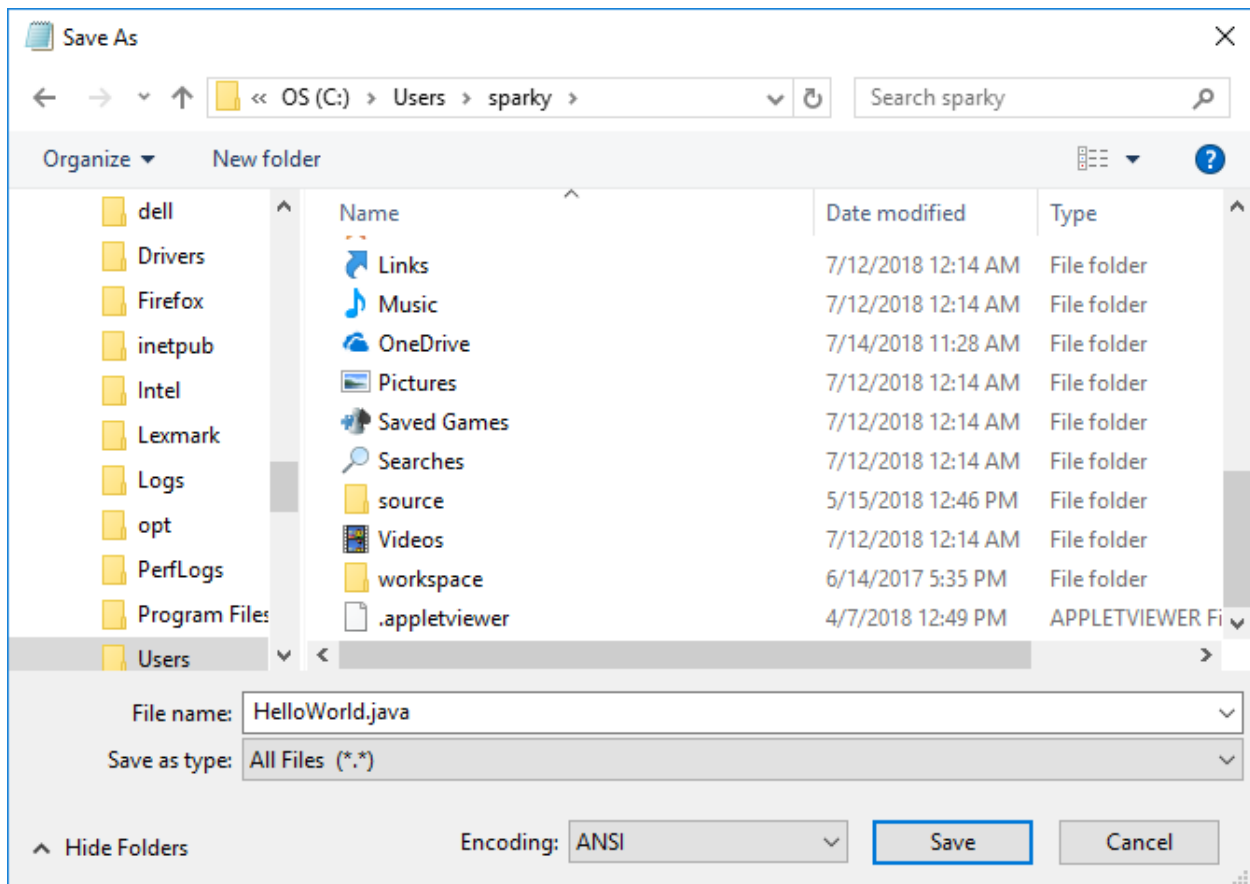 Save As
« OS (C:) > Users > sparky >
Search sparky
Organize
New folder
?
dell
Drivers
Firefox
inetpub
Intel
Lexmark
Logs
opt
PerfLogs
Program Files
Users
Name Date modified Type
Links 7/12/2018 12:14 AM File folder
Music 7/12/2018 12:14 AM File folder
OneDrive 7/14/2018 11:28 AM File folder
Pictures 7/12/2018 12:14 AM File folder
Saved Games 7/12/2018 12:14 AM File folder
Searches 7/12/2018 12:14 AM File folder
source 5/15/2018 12:46 PM File folder
Videos 7/12/2018 12:14 AM File folder
workspace 6/14/2017 5:35 PM File folder
.appletviewer 4/7/2018 12:49 PM APPLETVIEWER Fi
File name: HelloWorld.java
Save as type: All Files (*.*)
Hide Folders
Encoding: ANSI
Save
Cancel